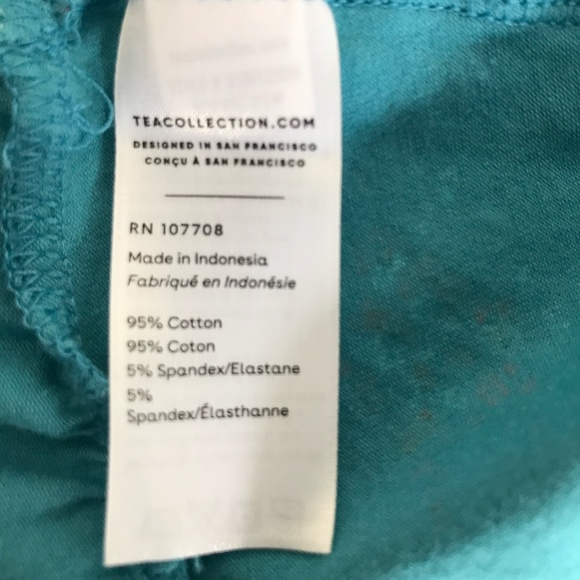 TEACOLLECTION.COM
DESIGNED IN SAN FRANCISCO
CONÇU À SAN FRANCISCO
RN 107708
Made in Indonesia
Fabriqué en Indonésie
95% Cotton
95% Coton
5% Spandex/Elastane
5%
Spandex/Élasthanne